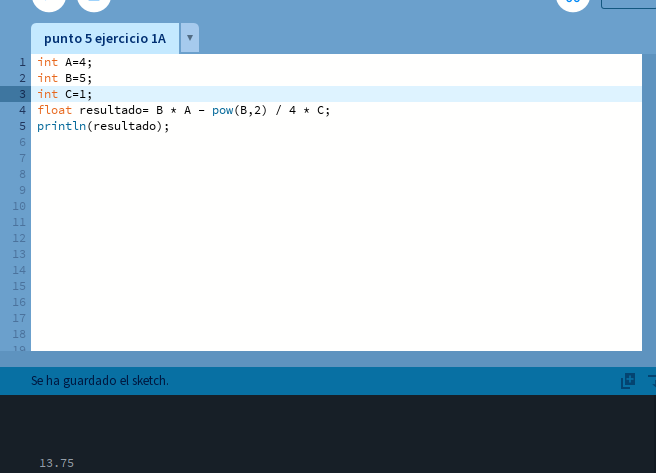 punto 5 ejercicio 1A
1 int A=4;
2 int B=5;
3 int C=1;
4 float resultado= B * A - pow(B,2) / 4 * C;
5 println(resultado);
6
7
8
9
10
11
12
13
14
15
16
17
18
19
Se ha guardado el sketch.
13.75